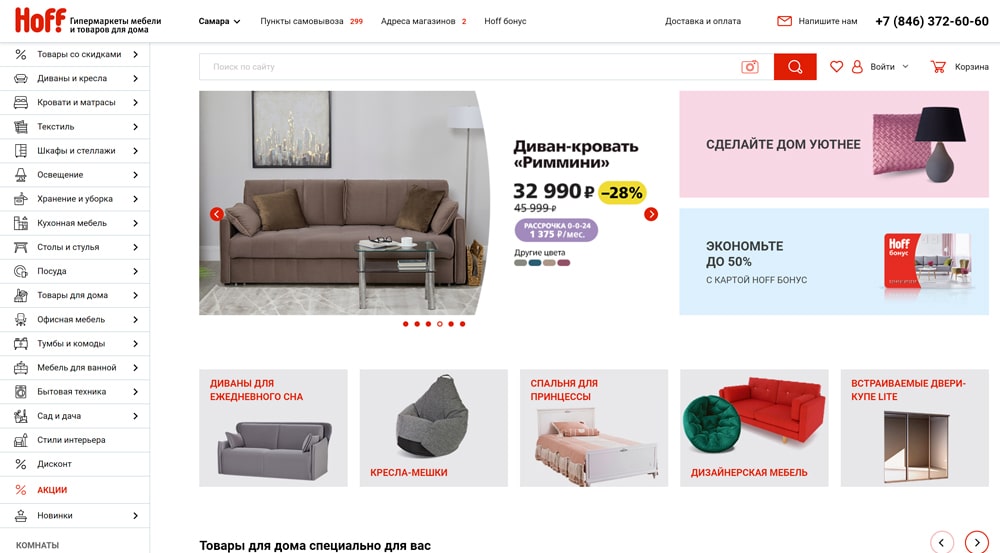 Hoff
Гипермаркеты мебели
и товаров для дома
Самара
Пункты самовывоза 299
Адреса магазинов 2
Hoff бонус
Доставка и оплата
Напишите нам
+7 (846) 372-60-60
Товары со скидками
Диваны и кресла
Кровати и матрасы
Текстиль
Шкафы и стеллажи
Освещение
Хранение и уборка
Кухонная мебель
Столы и стулья
Посуда
Товары для дома
Офисная мебель
Тумбы и комоды
Мебель для ванной
Бытовая техника
Сад и дача
Стили интерьера
Дисконт
АКЦИИ
Новинки
КОМНАТЫ
Поиск по сайту
Войти
Корзина
Диван-кровать
«Риммини»
32 990 ₽ –28%
45 999 ₽
РАССРОЧКА 0-0-24
1 375 ₽/мес.
Другие цвета
СДЕЛАЙТЕ ДОМ УЮТНЕЕ
ЭКОНОМЬТЕ
ДО 50%
С КАРТОЙ HOFF БОНУС
Hoff
бонус
ДИВАНЫ ДЛЯ
ЕЖЕДНЕВНОГО СНА
КРЕСЛА-МЕШКИ
СПАЛЬНЯ ДЛЯ
ПРИНЦЕССЫ
ДИЗАЙНЕРСКАЯ МЕБЕЛЬ
ВСТРАИВАЕМЫЕ ДВЕРИ-
КУПЕ LITE
Товары для дома специально для вас